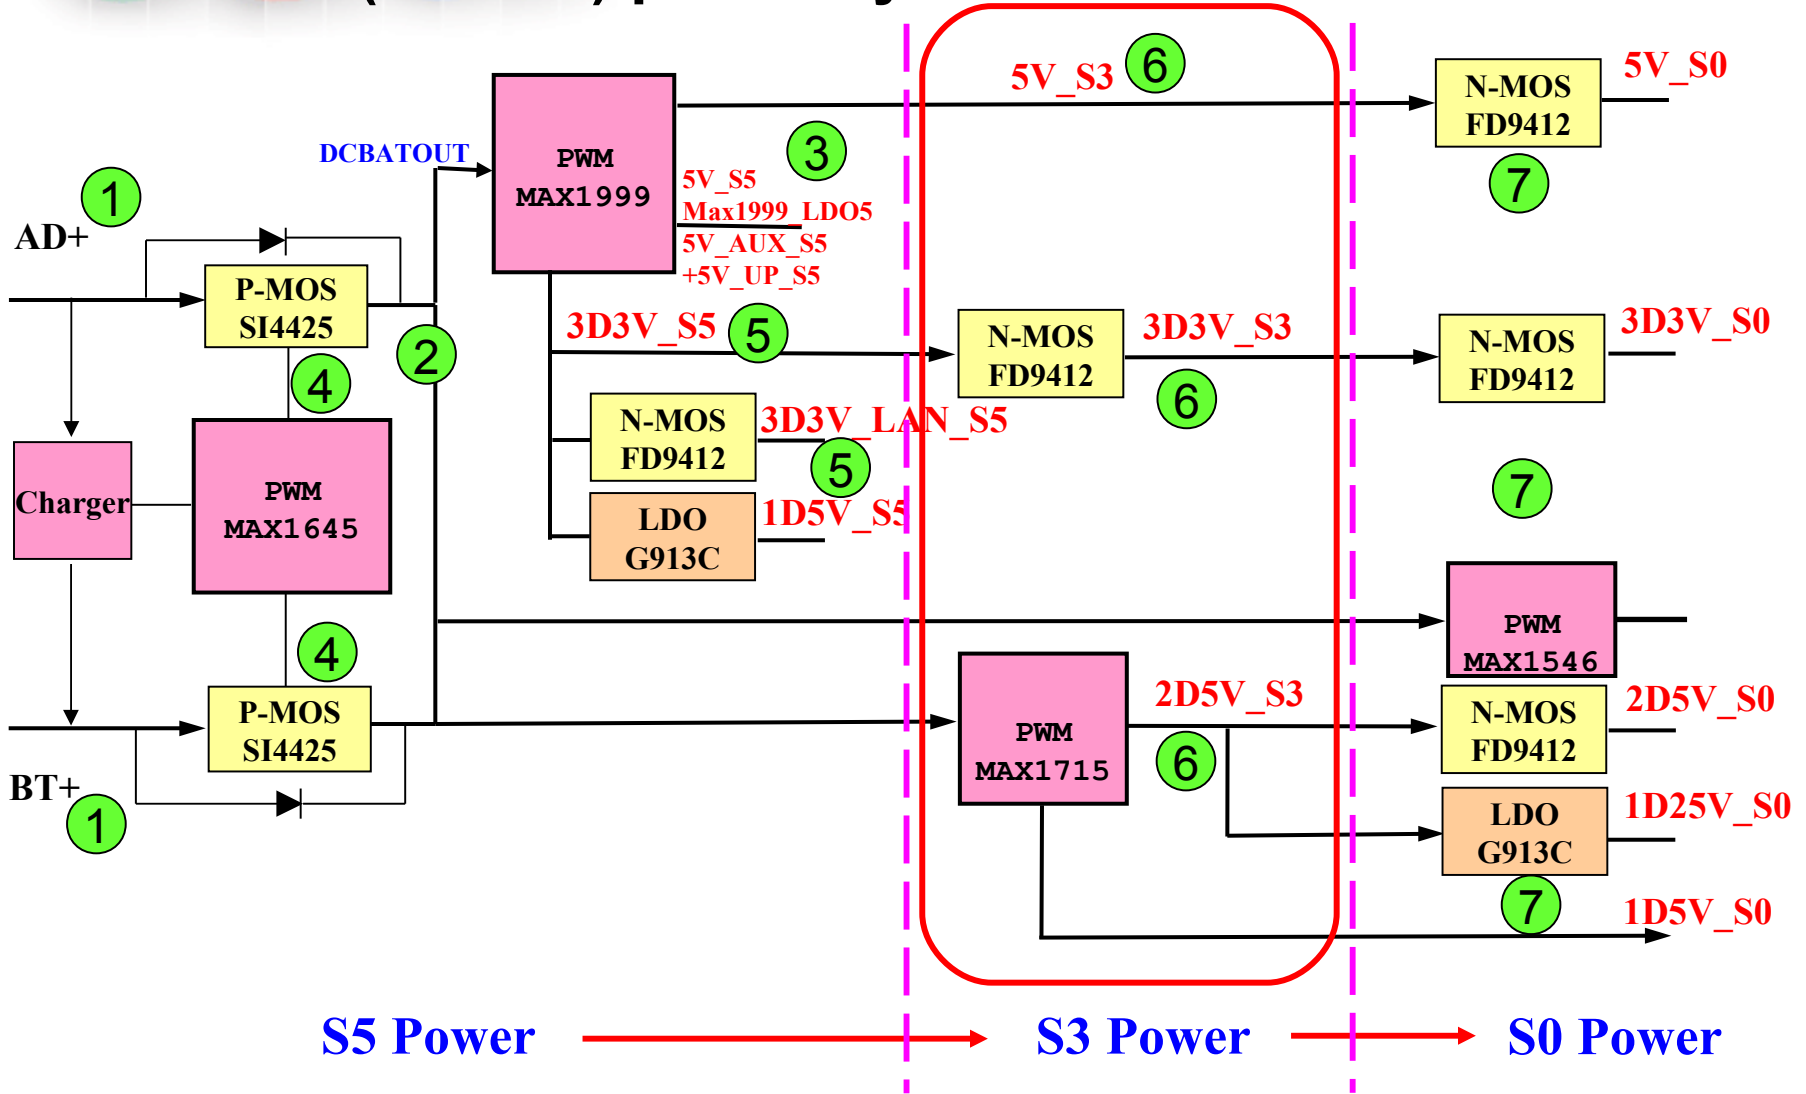 5V_S3
6
N-MOS
FD9412
5V_S0
7
PWM
MAX1999
3
DCBATOUT
5V_S5
Max1999_LDO5
5V_AUX_S5
+5V_UP_S5
1
AD+
P-MOS
SI4425
2
4
3D3V_S5
5
N-MOS
FD9412
3D3V_S3
6
N-MOS
FD9412
3D3V_S0
N-MOS
FD9412
3D3V_LAN_S5
5
LDO
G913C
1D5V_S5
Charger
PWM
MAX1645
7
4
PWM
MAX1546
P-MOS
SI4425
BT+
1
PWM
MAX1715
2D5V_S3
6
N-MOS
FD9412
2D5V_S0
LDO
G913C
1D25V_S0
7
1D5V_S0
S5 Power
S3 Power
S0 Power